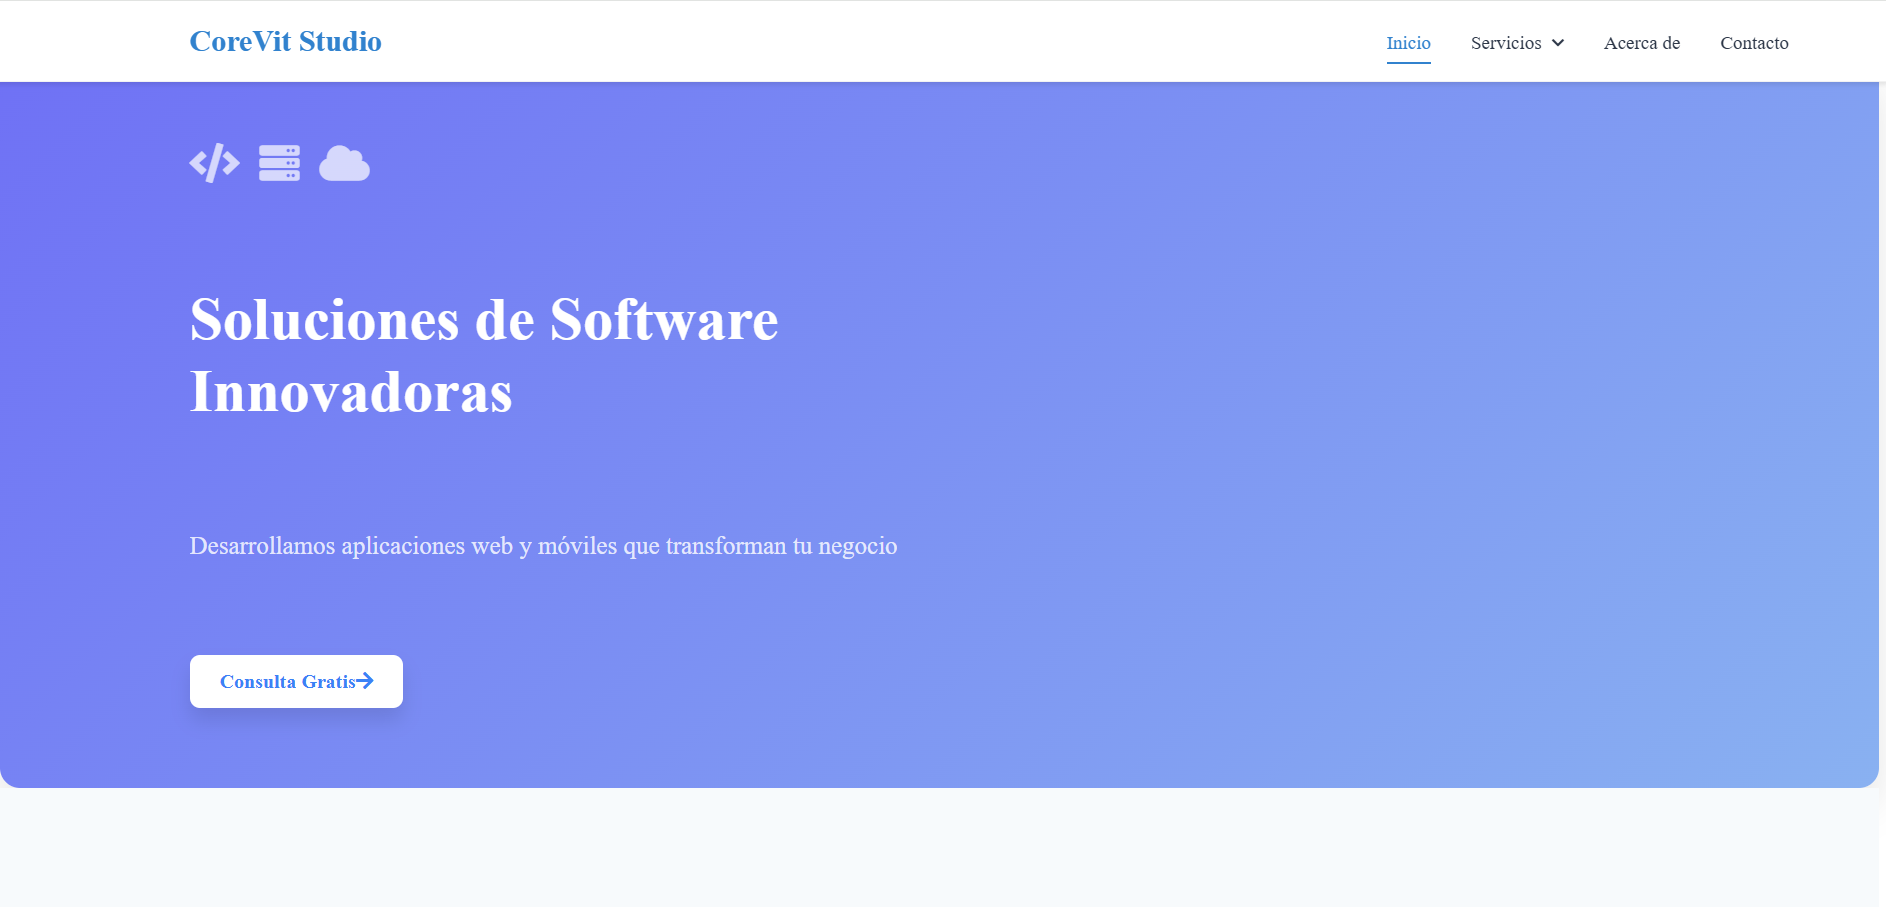 CoreVit Studio
Inicio Servicios Acerca de Contacto
Soluciones de Software
Innovadoras
Desarrollamos aplicaciones web y móviles que transforman tu negocio
Consulta Gratis